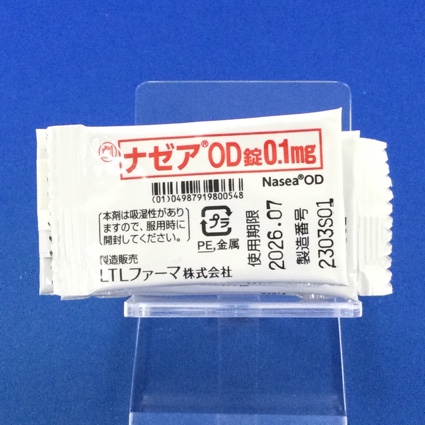 劇 ナゼア®OD錠0.1mg
Nasea®OD
(01)04987919800548
本剤は吸湿性があり
ますので、服用時に
開封してください。
プラ
PE,金属
使用期限
2026.07
製造番号
2303S01
製造販売
LTLファーマ株式会社